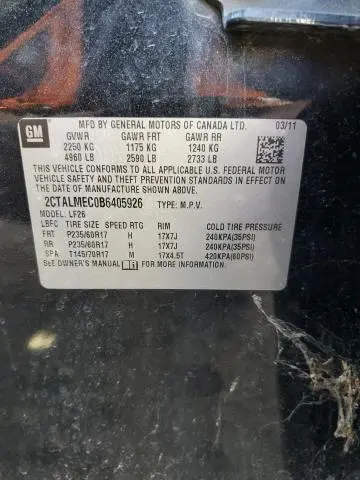 GM
MFD BY GENERAL MOTORS OF CANADA LTD. 03/11
GVWR GAWR FRT GAWR RR
2250 KG 1175 KG 1240 KG
4960 LB 2590 LB 2733 LB
THIS VEHICLE CONFORMS TO ALL APPLICABLE U.S. FEDERAL MOTOR
VEHICLE SAFETY AND THEFT PREVENTION STANDARDS IN EFFECT ON
THE DATE OF MANUFACTURE SHOWN ABOVE.
2CTALMEC0B6405926 TYPE: M.P.V.
MODEL: LF26
LBFC TIRE SIZE SPEED RTG RIM COLD TIRE PRESSURE
FRT P235/60R17 H 17X7J 240KPA(35PSI)
RR P235/60R17 H 17X7J 240KPA(35PSI)
SPA T145/70R17 M 17X4.5T 420KPA(60PSI)
SEE OWNER'S MANUAL FOR ADDITIONAL INFORMATION.